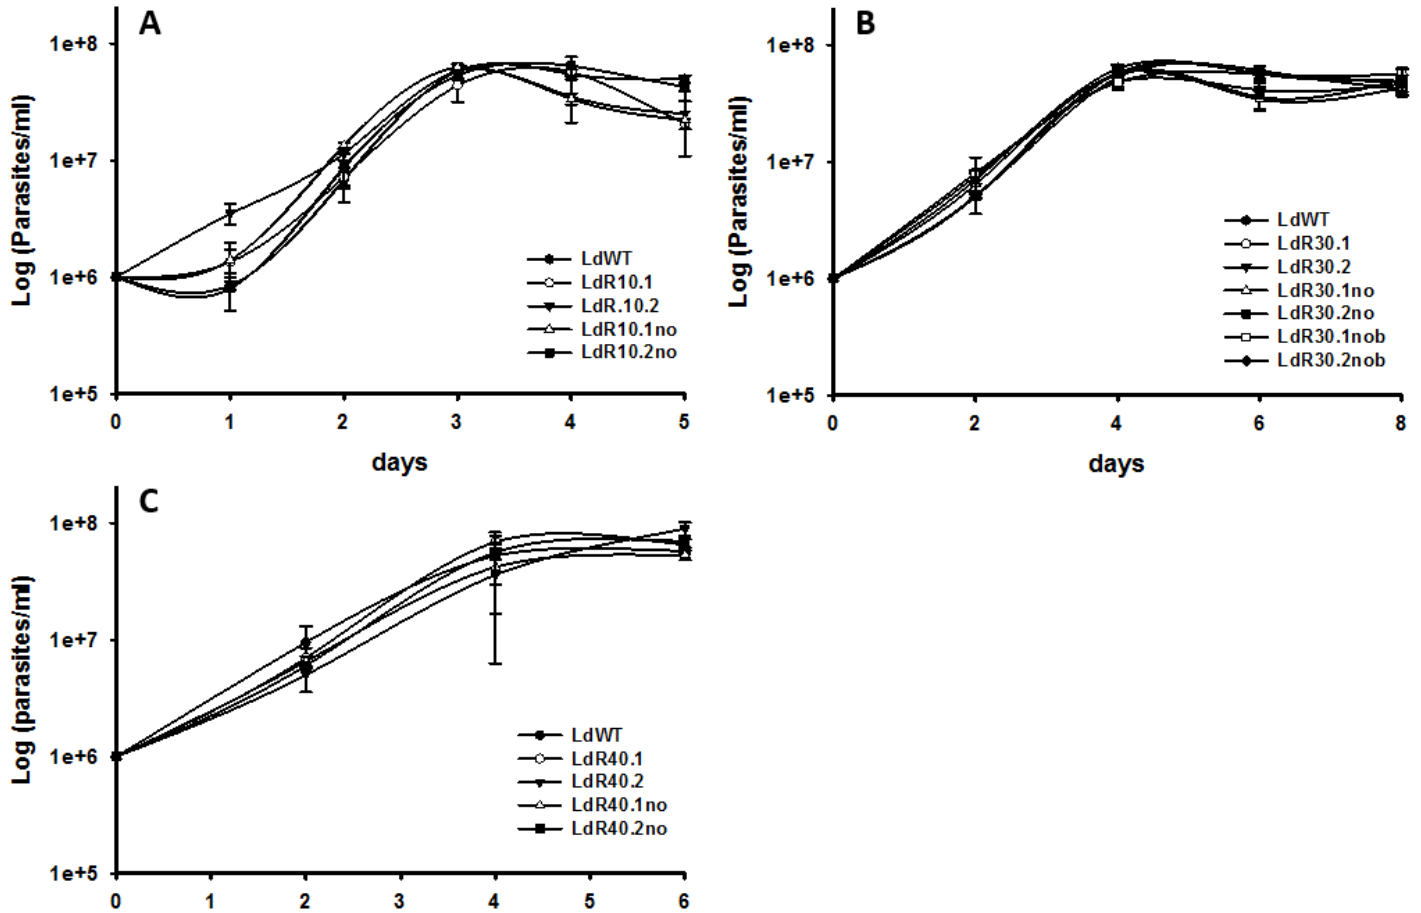 A
Log (Parasites/ml)
1e+8
1e+7
1e+6
1e+5
LdWT
LdR10.1
LdR.10.2
LdR10.1no
LdR10.2no
0 1 2 3 4 5
days
B
Log (Parasites/ml)
1e+8
1e+7
1e+6
1e+5
LdWT
LdR30.1
LdR30.2
LdR30.1no
LdR30.2no
LdR30.1nob
LdR30.2nob
0 2 4 6 8
days
C
Log (parasites/ml)
1e+8
1e+7
1e+6
1e+5
LdWT
LdR40.1
LdR40.2
LdR40.1no
LdR40.2no
0 1 2 3 4 5 6